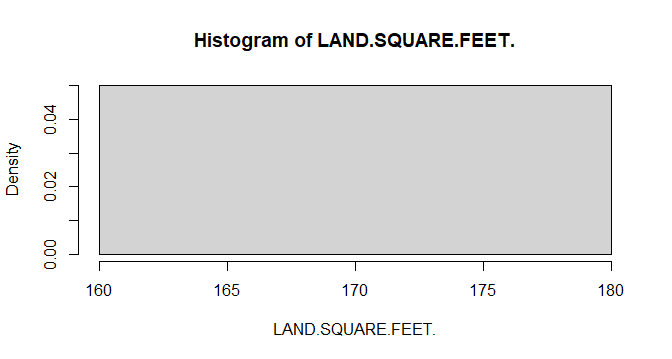 Histogram of LAND.SQUARE.FEET.
Density
0.04
0.02
0.00
160 165 170 175 180
LAND.SQUARE.FEET.